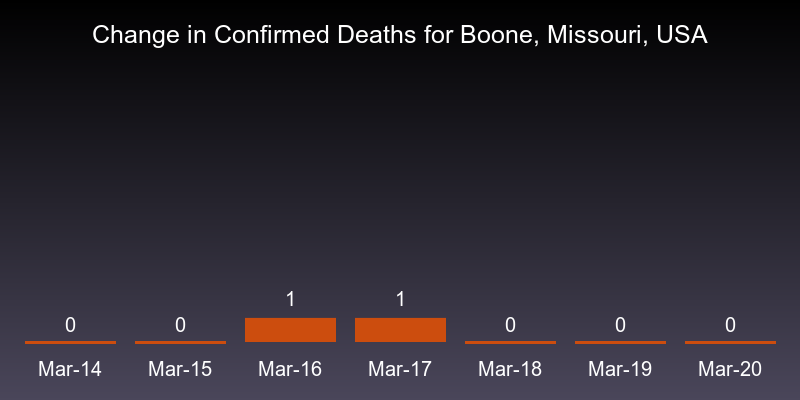 Change in Confirmed Deaths for Boone, Missouri, USA
0 0 1 1 0 0 0
Mar-14 Mar-15 Mar-16 Mar-17 Mar-18 Mar-19 Mar-20